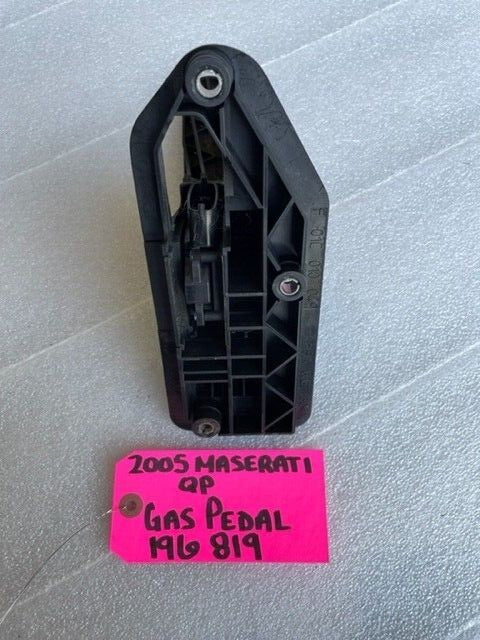 2005 MASERATI
QP
GAS PEDAL
196 819